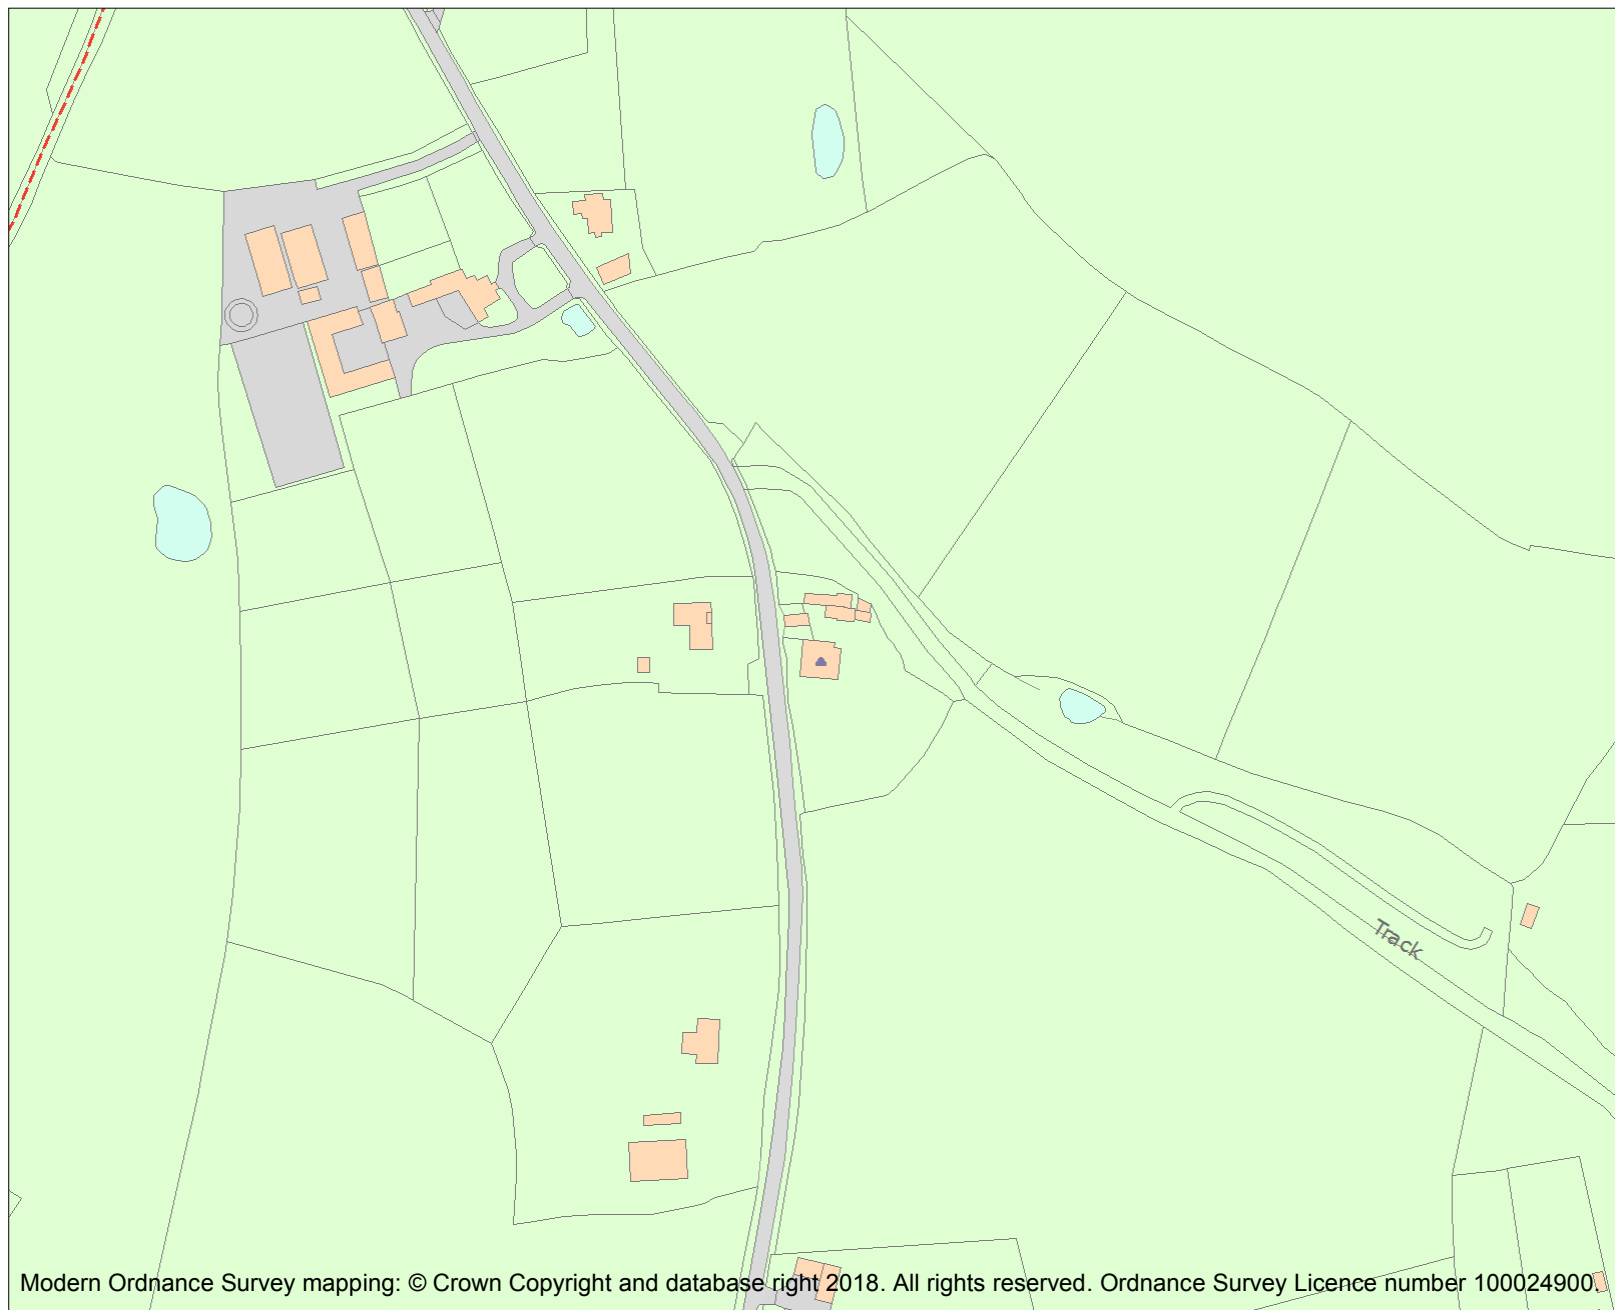 Track
Modern Ordnance Survey mapping: © Crown Copyright and database right 2018. All rights reserved. Ordnance Survey Licence number 100024900.